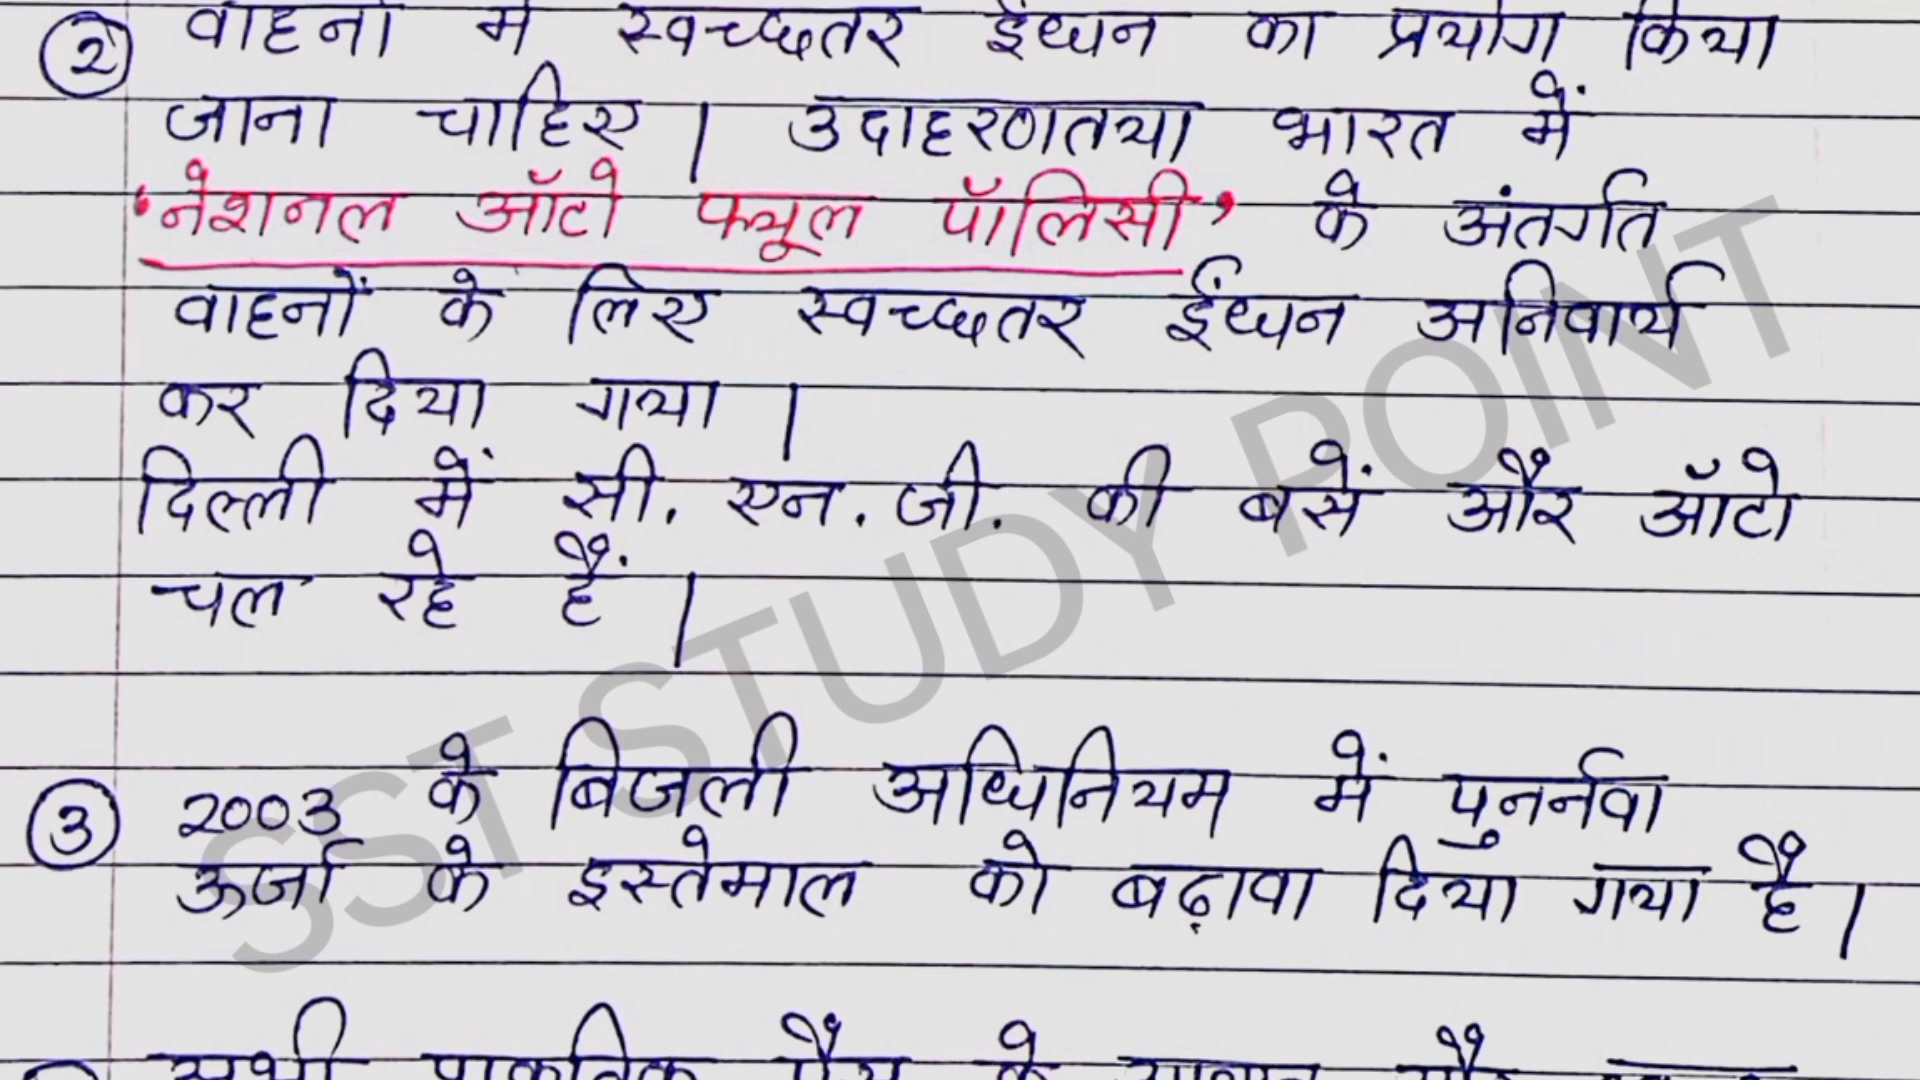 ② वाहनों में स्वच्छतर ईंधन का प्रयोग किया
जाना चाहिए। उदाहरणतया भारत में
'नेशनल ऑटो फ्यूल पॉलिसी' के अंतर्गत
वाहनों के लिए स्वच्छतर ईंधन अनिवार्य
कर दिया गया।
दिल्ली में सी. एन. जी. की बसें और ऑटो
चल रहे हैं।
③ 2003 के बिजली अधिनियम में पुनर्नवा
ऊर्जा के इस्तेमाल को बढ़ावा दिया गया है।
SST STUDY POINT